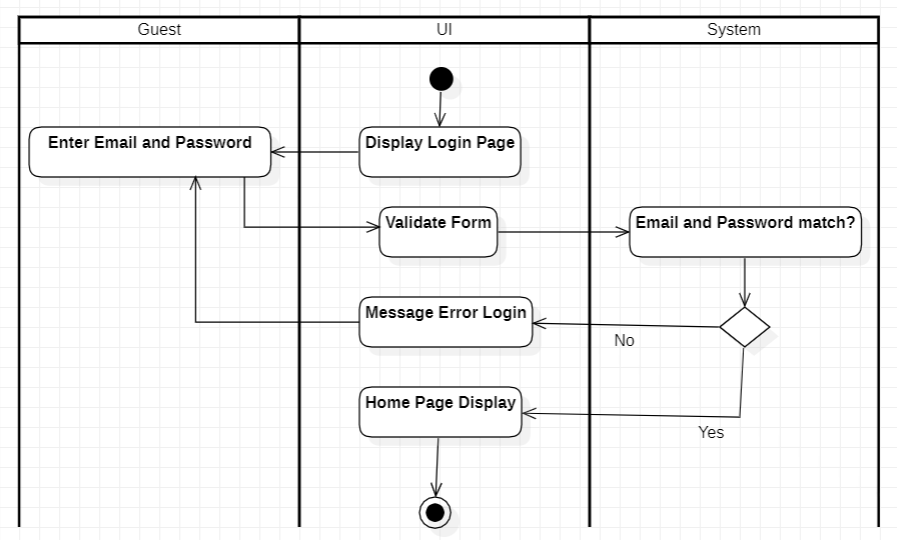 Guest
UI
System
Enter Email and Password
Display Login Page
Validate Form
Email and Password match?
Message Error Login
No
Home Page Display
Yes